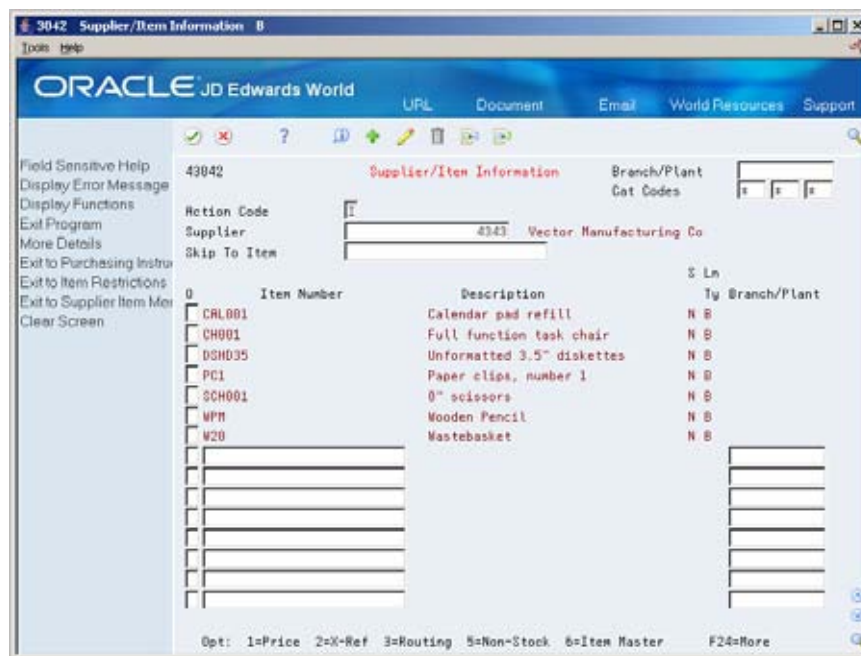 3042 Supplier/Item Information B
Tools Help
ORACLE JD Edwards World
URL Document Email World Resources Support
Field Sensitive Help
Display Error Message
Display Functions
Exit Program
More Details
Exit to Purchasing Instru
Exit to Item Restrictions
Exit to Supplier Item Mer
Clear Screen
43042 Supplier/Item Information Branch/Plant
Cat Codes * * *
Action Code I
Supplier 4343 Vector Manufacturing Co
Skip To Item
S Ln
O Item Number Description Ty Branch/Plant
CAL001 Calendar pad refill N B
CH001 Full function task chair N B
DSHD35 Unformatted 3.5" diskettes N B
PC1 Paper clips, number 1 N B
SCH001 8" scissors N B
WPM Wooden Pencil N B
W20 Wastebasket N B
Opt: 1=Price 2=X-Ref 3=Routing 5=Non-Stock 6=Item Master F24=More